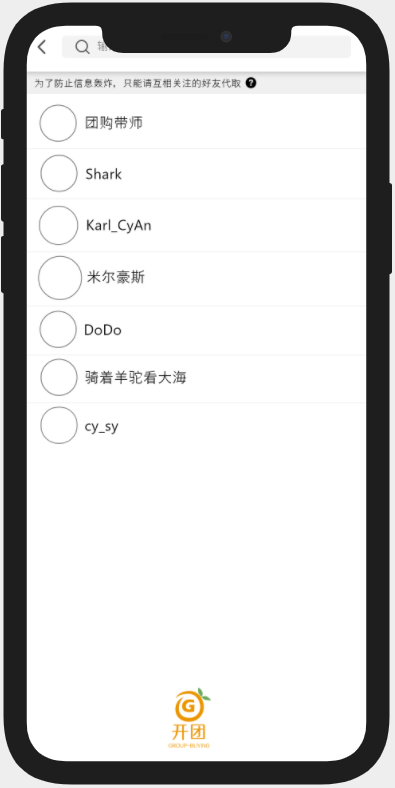 输
为了防止信息轰炸，只能请互相关注的好友代取 ?
团购带师
Shark
Karl_CyAn
米尔豪斯
DoDo
骑着羊驼看大海
cy_sy
G
开团
GROUP-BUYING